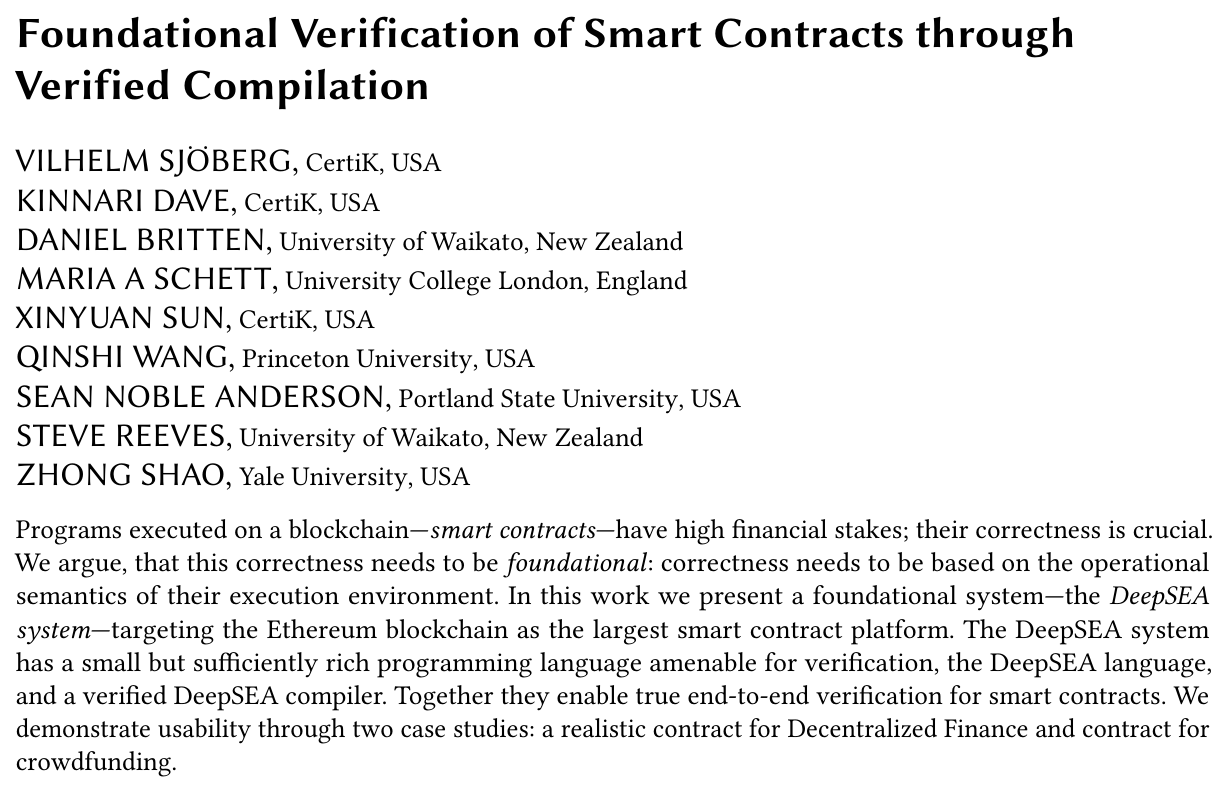 Foundational Verification of Smart Contracts through
Verified Compilation
VILHELM SJÖBERG, CertiK, USA
KINNARI DAVE, CertiK, USA
DANIEL BRITTEN, University of Waikato, New Zealand
MARIA A SCHETT, University College London, England
XINYUAN SUN, CertiK, USA
QINSHI WANG, Princeton University, USA
SEAN NOBLE ANDERSON, Portland State University, USA
STEVE REEVES, University of Waikato, New Zealand
ZHONG SHAO, Yale University, USA
Programs executed on a blockchain—smart contracts—have high financial stakes; their correctness is crucial.
We argue, that this correctness needs to be foundational: correctness needs to be based on the operational
semantics of their execution environment. In this work we present a foundational system—the DeepSEA
system—targeting the Ethereum blockchain as the largest smart contract platform. The DeepSEA system
has a small but sufficiently rich programming language amenable for verification, the DeepSEA language,
and a verified DeepSEA compiler. Together they enable true end-to-end verification for smart contracts. We
demonstrate usability through two case studies: a realistic contract for Decentralized Finance and contract for
crowdfunding.